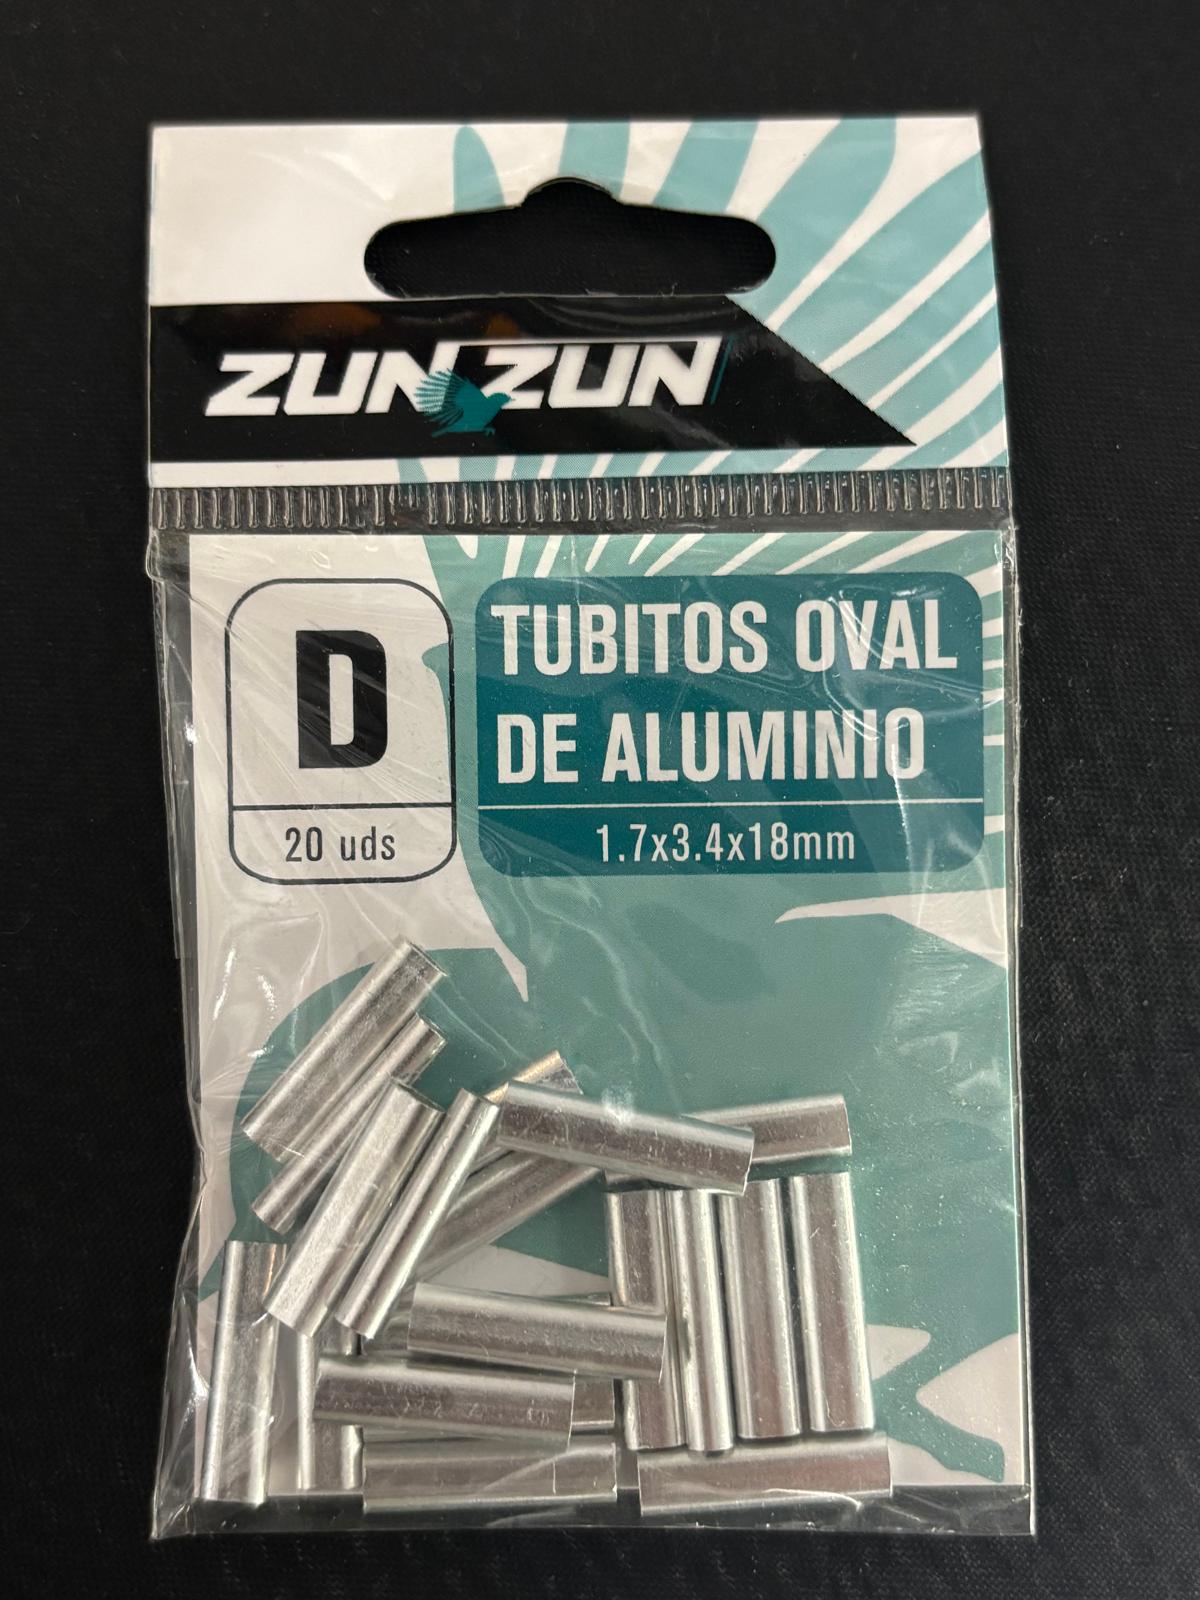 ZUN ZUN
D
20 uds
TUBITOS OVAL
DE ALUMINIO
1.7x3.4x18mm